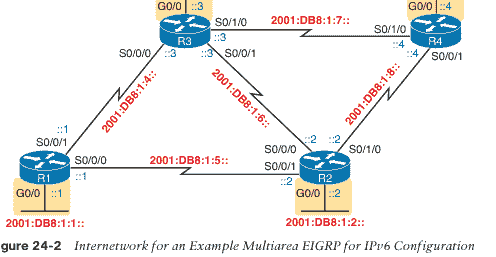 G0/0 ::3
G0/0 ::4
R3
S0/1/0
::3
2001:DB8:1:7::
S0/1/0
::4
R4
S0/0/0
::3
::3
S0/0/1
::4
S0/0/1
2001:DB8:1:4::
2001:DB8:1:6::
2001:DB8:1:8::
::1
S0/0/1
R1
S0/0/0
::1
2001:DB8:1:5::
S0/0/0
::2
::2
S0/0/1
::2
R2
S0/1/0
G0/0 ::1
2001:DB8:1:1::
G0/0 ::2
2001:DB8:1:2::
gure 24-2 Internetwork for an Example Multiarea EIGRP for IPv6 Configuration